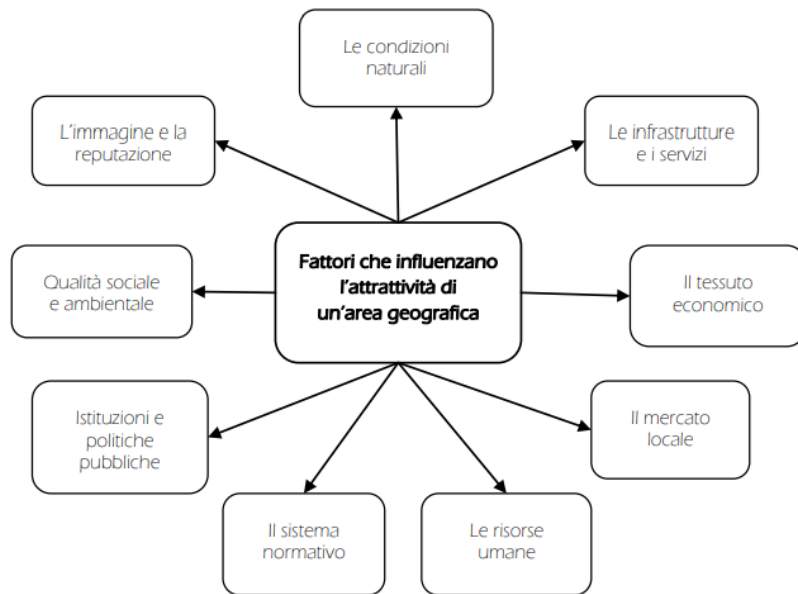 Le condizioni
naturali
L'immagine e la
reputazione
Le infrastrutture
e i servizi
Fattori che influenzano
l'attrattività di
un'area geografica
Qualità sociale
e ambientale
Il tessuto
economico
Istituzioni e
politiche
pubbliche
Il mercato
locale
Il sistema
normativo
Le risorse
umane